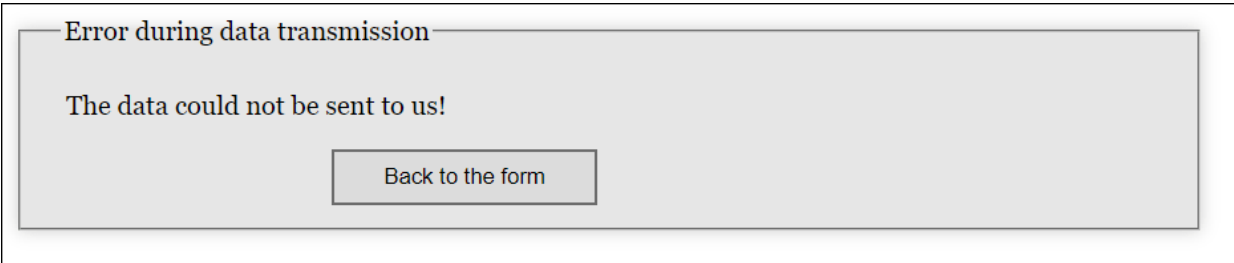 Error during data transmission
The data could not be sent to us!
Back to the form